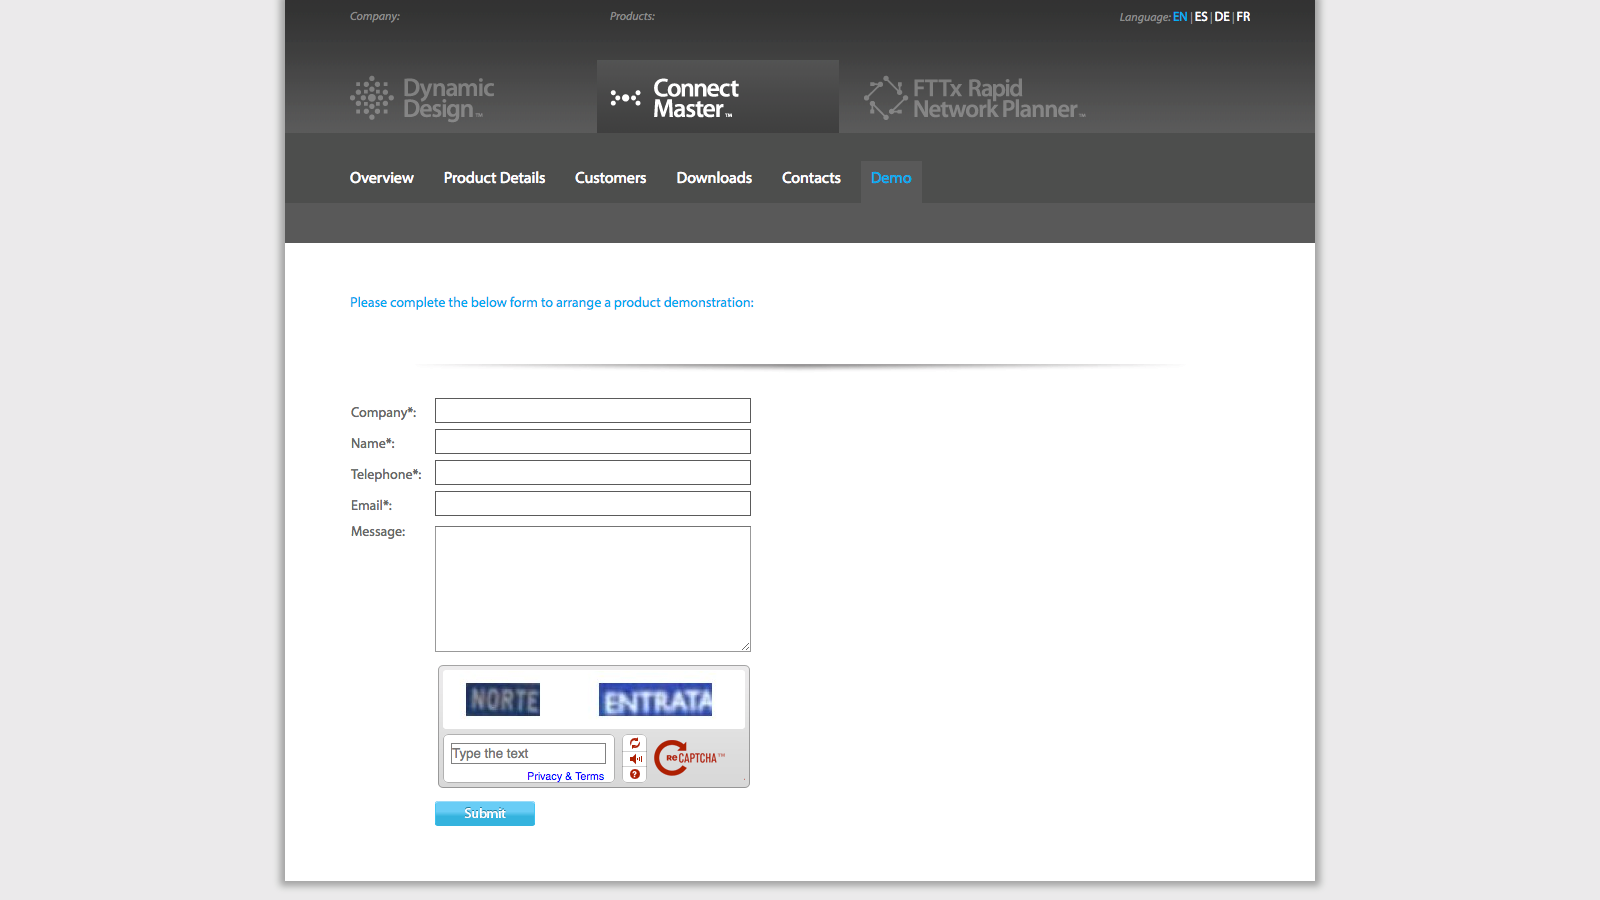 Company:
Products:
Language: EN | ES | DE | FR
Dynamic
Design™
Connect
Master™
FTTx Rapid
Network Planner™
Overview
Product Details
Customers
Downloads
Contacts
Demo
Please complete the below form to arrange a product demonstration:
Company*:
Name*:
Telephone*:
Email*:
Message:
NORTE
ENTRATA
Type the text
Privacy & Terms
reCAPTCHA™
Submit